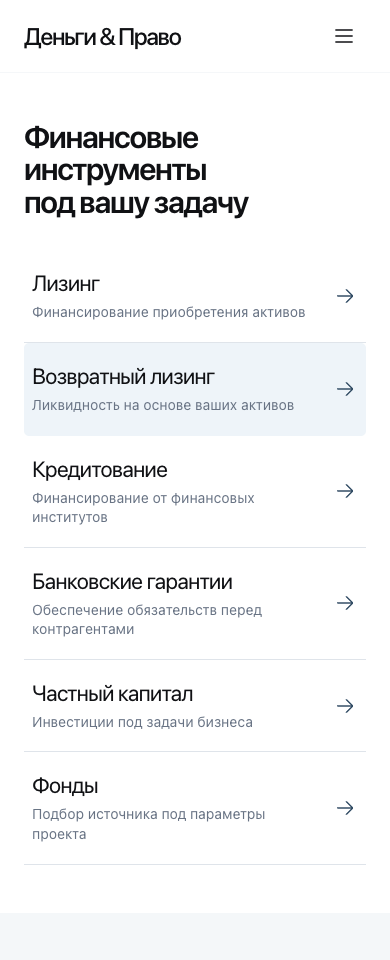 Деньги & Право
Финансовые
инструменты
под вашу задачу
Лизинг
Финансирование приобретения активов
Возвратный лизинг
Ликвидность на основе ваших активов
Кредитование
Финансирование от финансовых
институтов
Банковские гарантии
Обеспечение обязательств перед
контрагентами
Частный капитал
Инвестиции под задачи бизнеса
Фонды
Подбор источника под параметры
проекта